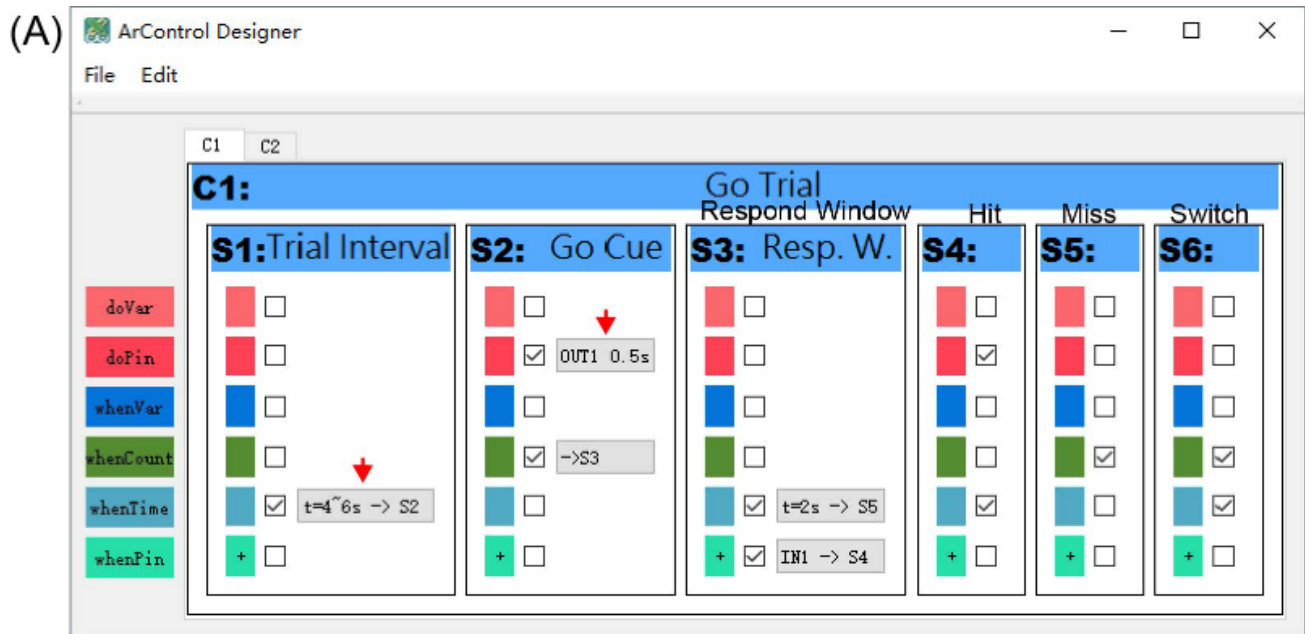 (A)
ArControl Designer
File Edit
C1 C2
C1: Go Trial
Respond Window Hit Miss Switch
S1:Trial Interval S2: Go Cue S3: Resp. W. S4: S5: S6:
doVar
doPin OUT1 0.5s
whenVar
whenCount ->S3
whenTime t=4~6s -> S2 t=2s -> S5
whenPin + + + IN1 -> S4 + + +